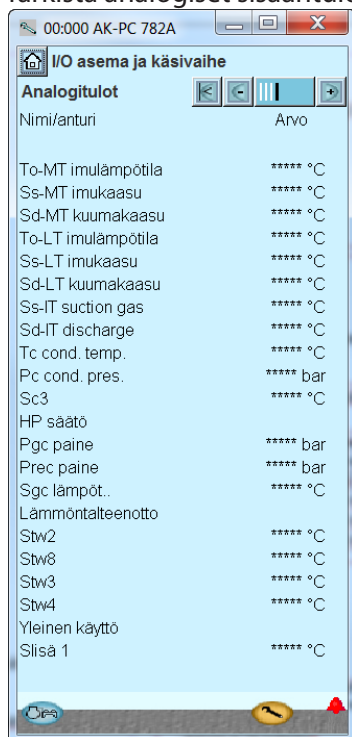 00:000 AK-PC 782A
I/O asema ja käsivaihe
Analogitulot
Nimi/anturi Arvo
To-MT imulämpötila ***** °C
Ss-MT imukaasu ***** °C
Sd-MT kuumakaasu ***** °C
To-LT imulämpötila ***** °C
Ss-LT imukaasu ***** °C
Sd-LT kuumakaasu ***** °C
Ss-IT suction gas ***** °C
Sd-IT discharge ***** °C
Tc cond. temp. ***** °C
Pc cond. pres. ***** bar
Sc3 ***** °C
HP säätö
Pgc paine ***** bar
Prec paine ***** bar
Sgc lämpöt.. ***** °C
Lämmöntalteenotto
Stw2 ***** °C
Stw8 ***** °C
Stw3 ***** °C
Stw4 ***** °C
Yleinen käyttö
Slisä 1 ***** °C